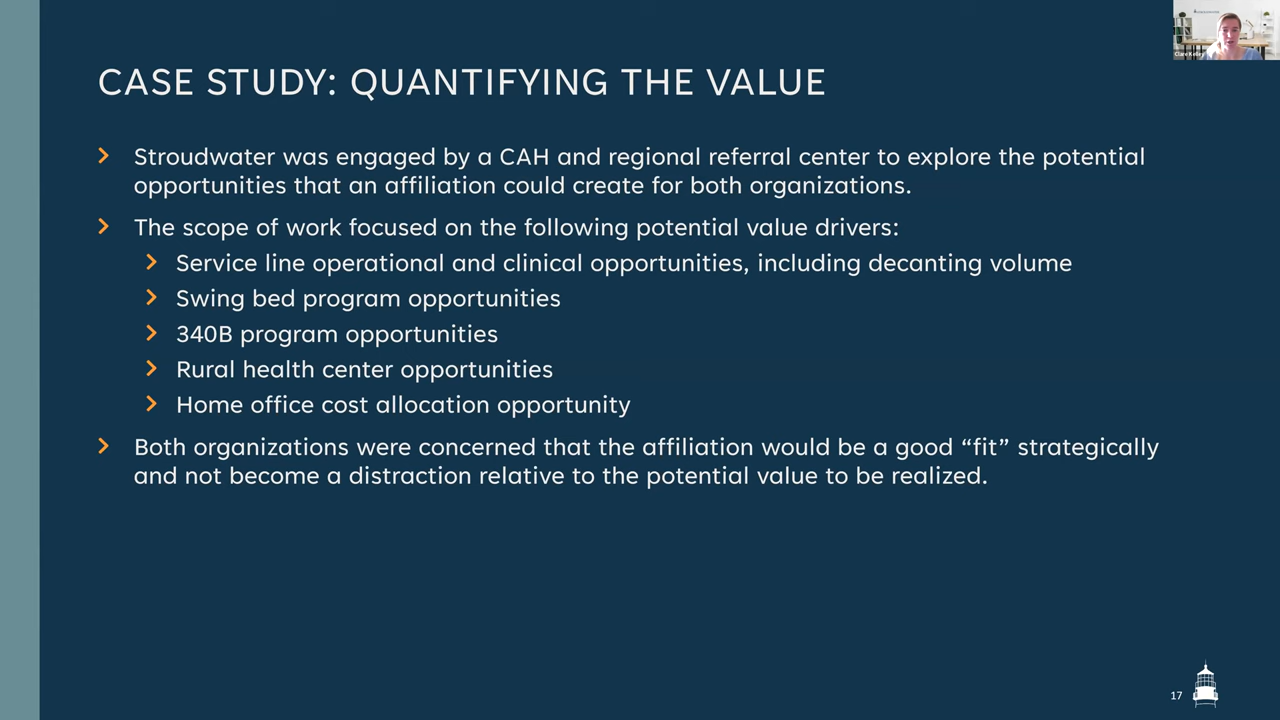 CASE STUDY: QUANTIFYING THE VALUE
Stroudwater was engaged by a CAH and regional referral center to explore the potential
opportunities that an affiliation could create for both organizations.
The scope of work focused on the following potential value drivers:
Service line operational and clinical opportunities, including decanting volume
Swing bed program opportunities
340B program opportunities
Rural health center opportunities
Home office cost allocation opportunity
Both organizations were concerned that the affiliation would be a good “fit” strategically
and not become a distraction relative to the potential value to be realized.
17